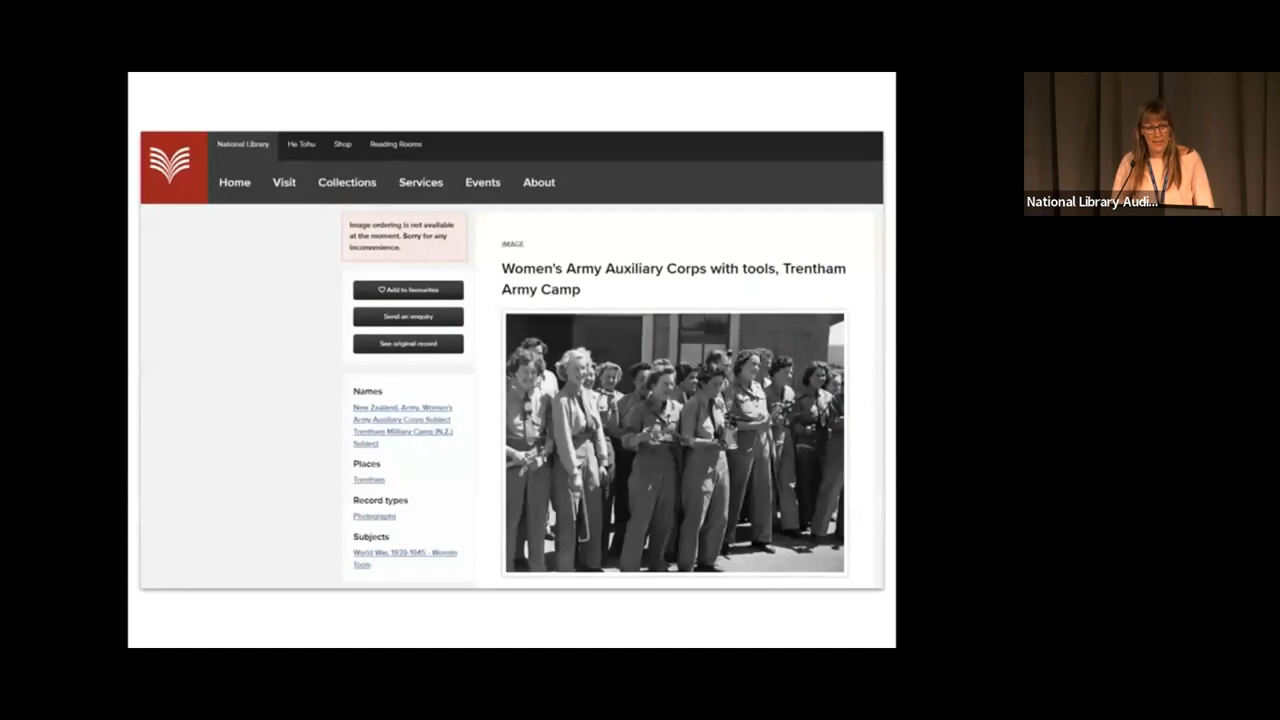 National Library
He Tohu
Shop
Reading Rooms
Home
Visit
Collections
Services
Events
About
Image ordering is not available
at the moment. Sorry for any
inconvenience.
Add to favourites
Send an enquiry
See original record
Names
New Zealand. Army. Women's
Army Auxiliary Corps Subject
Trentham Military Camp (N.Z.)
Subject
Places
Trentham
Record types
Photographs
Subjects
World War, 1939-1945 - Women
Tools
IMAGE
Women's Army Auxiliary Corps with tools, Trentham
Army Camp
National Library Audi...